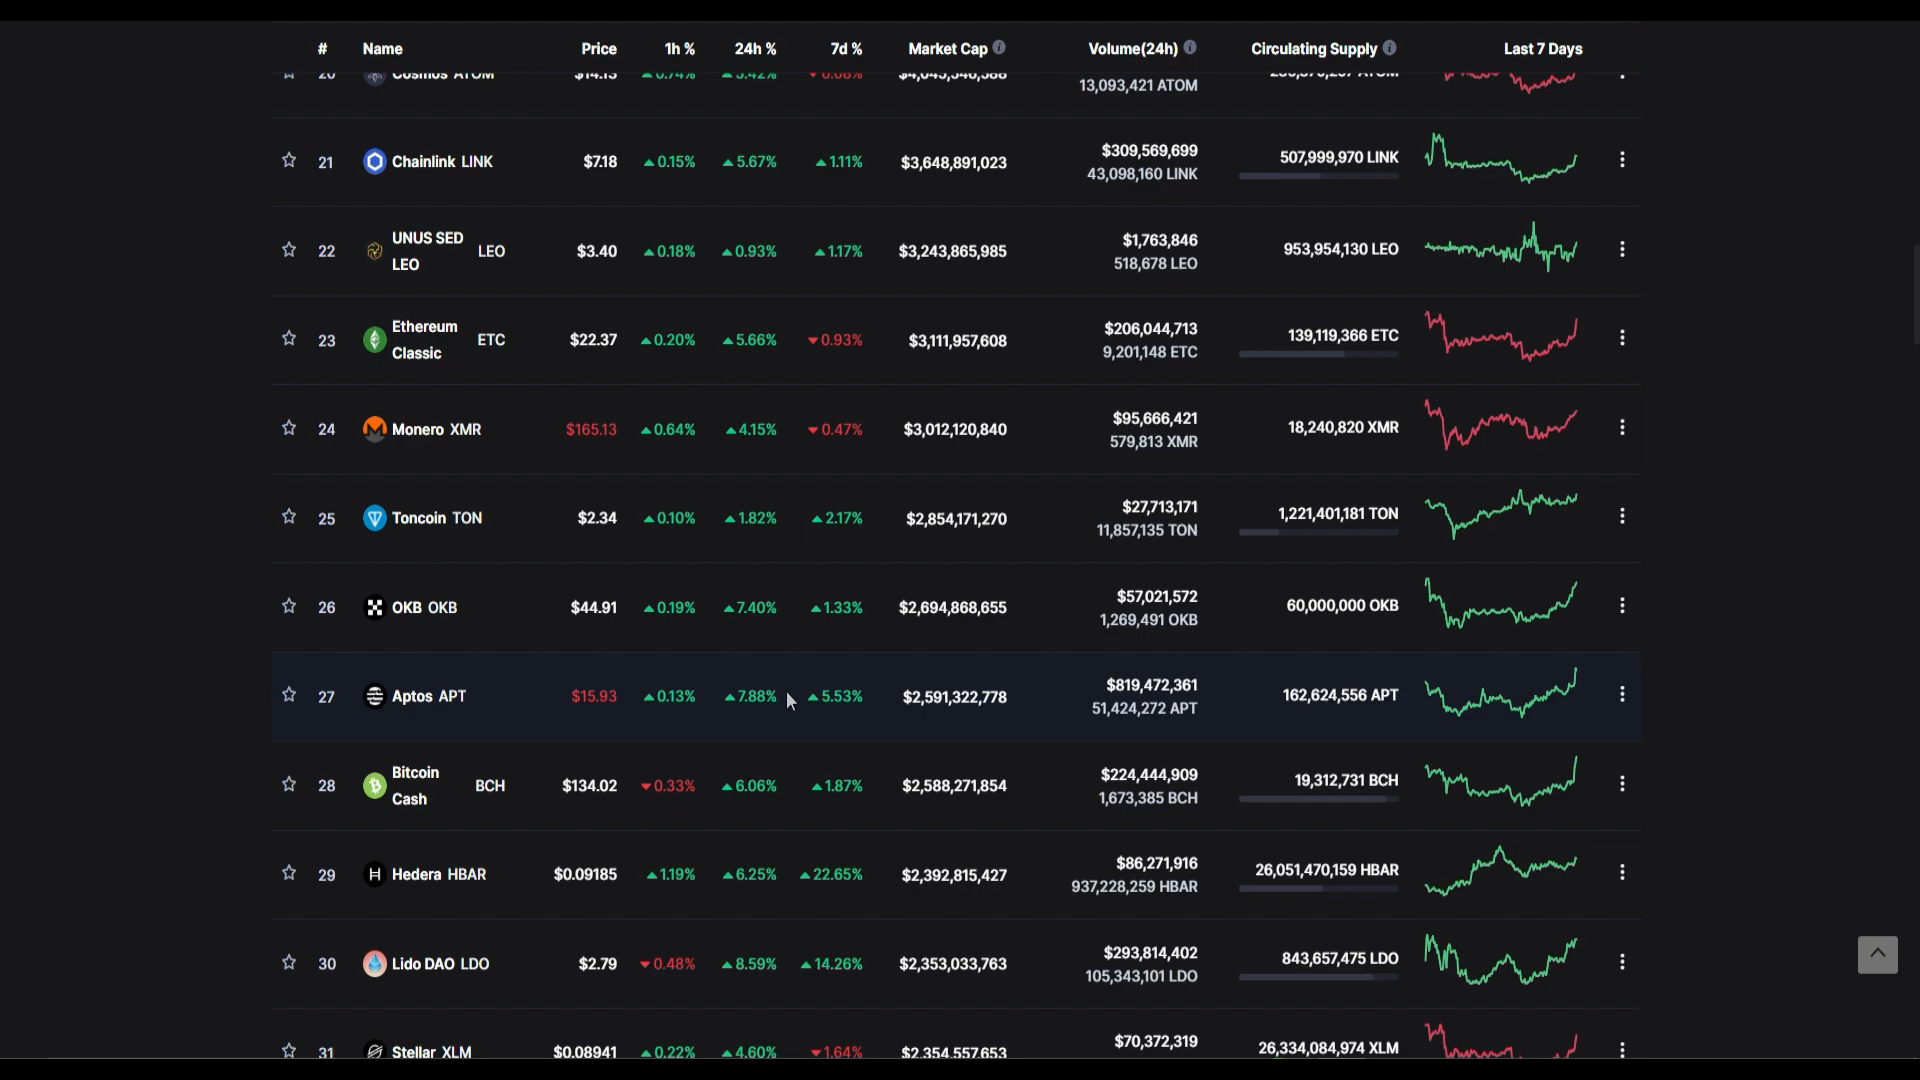 # Name Price 1h % 24h % 7d % Market Cap Volume(24h) Circulating Supply Last 7 Days
20 Cosmos ATOM $14.13 0.74% 5.42% 6.06%
13,093,421 ATOM
21 Chainlink LINK $7.18 0.15% 5.67% 1.11% $3,648,891,023 $309,569,699 507,999,970 LINK
43,098,160 LINK
22 UNUS SED LEO $3.40 0.18% 0.93% 1.17% $3,243,865,985 $1,763,846 953,954,130 LEO
LEO 518,678 LEO
23 Ethereum ETC $22.37 0.20% 5.66% 0.93% $3,111,957,608 $206,044,713 139,119,366 ETC
Classic 9,201,148 ETC
24 Monero XMR $165.13 0.64% 4.15% 0.47% $3,012,120,840 $95,666,421 18,240,820 XMR
579,813 XMR
25 Toncoin TON $2.34 0.10% 1.82% 2.17% $2,854,171,270 $27,713,171 1,221,401,181 TON
11,857,135 TON
26 OKB OKB $44.91 0.19% 7.40% 1.33% $2,694,868,655 $57,021,572 60,000,000 OKB
1,269,491 OKB
27 Aptos APT $15.93 0.13% 7.88% 5.53% $2,591,322,778 $819,472,361 162,624,556 APT
51,424,272 APT
28 Bitcoin BCH $134.02 0.33% 6.06% 1.87% $2,588,271,854 $224,444,909 19,312,731 BCH
Cash 1,673,385 BCH
29 Hedera HBAR $0.09185 1.19% 6.25% 22.65% $2,392,815,427 $86,271,916 26,051,470,159 HBAR
937,228,259 HBAR
30 Lido DAO LDO $2.79 0.48% 8.59% 14.26% $2,353,033,763 $293,814,402 843,657,475 LDO
105,343,101 LDO
31 Stellar XLM $0.08941 0.22% 4.60% 1.64% $2,354,557,653 $70,372,319 26,334,084,974 XLM